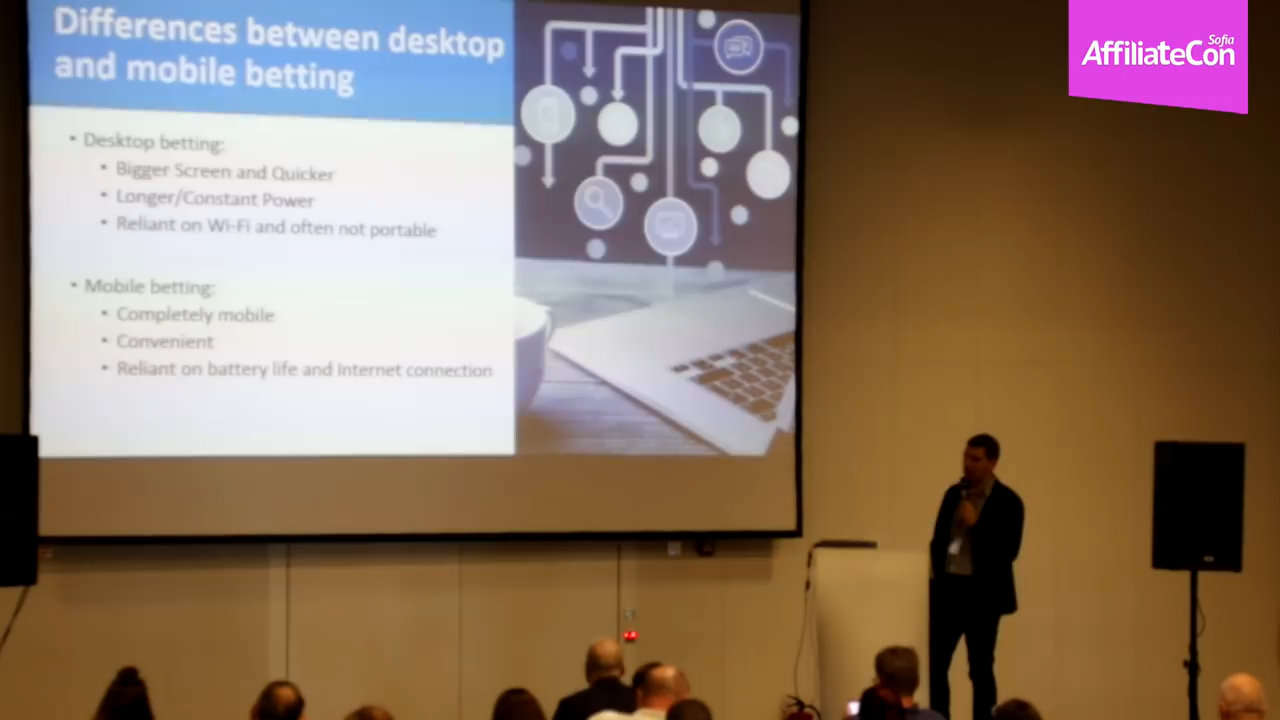 Differences between desktop
and mobile betting
• Desktop betting:
• Bigger Screen and Quicker
• Longer/Constant Power
• Reliant on Wi-Fi and often not portable
• Mobile betting:
• Completely mobile
• Convenient
• Reliant on battery life and Internet connection
Sofia
AffiliateCon